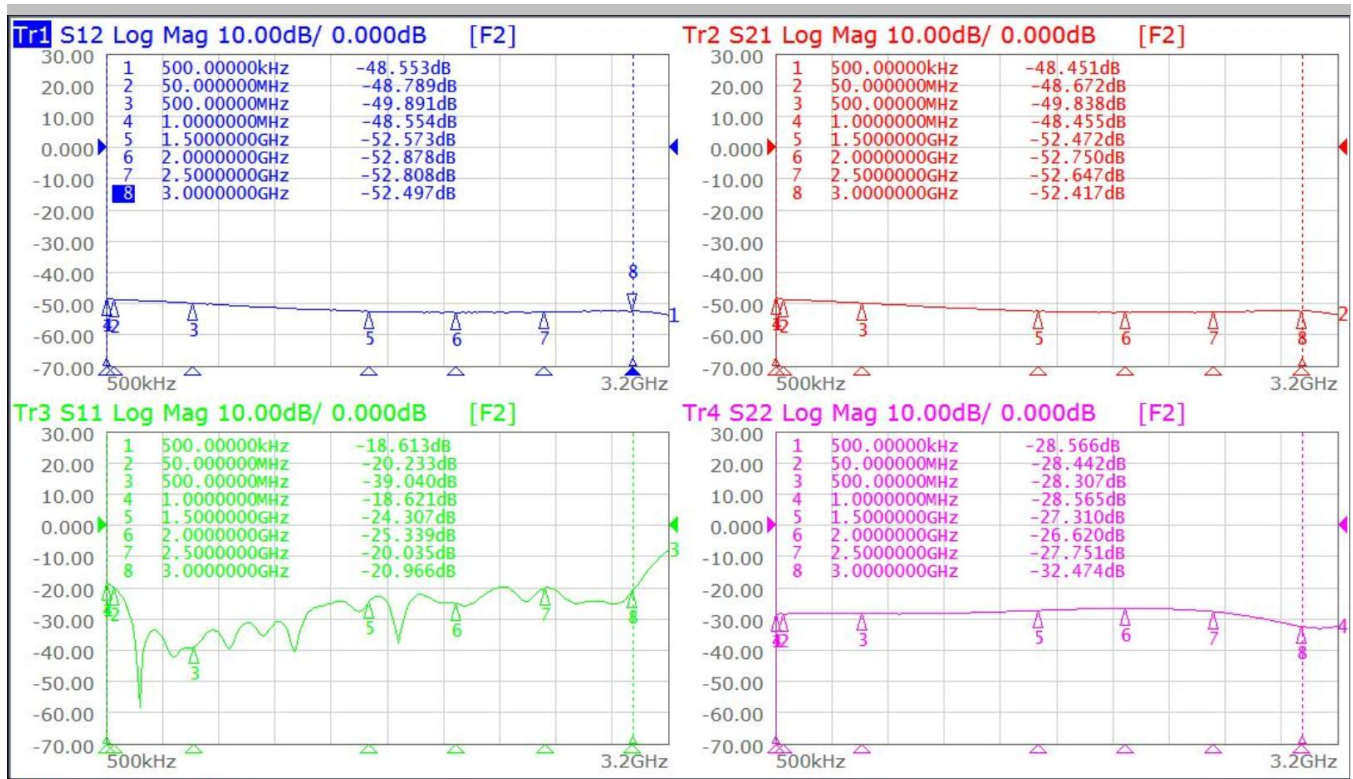 Tr1 S12 Log Mag 10.00dB/ 0.000dB [F2]
30.00
20.00
10.00
0.000
-10.00
-20.00
-30.00
-40.00
-50.00
-60.00
-70.00
1 500.00000kHz -48.553dB
2 50.000000MHz -48.789dB
3 500.00000MHz -49.891dB
4 1.0000000MHz -48.554dB
5 1.5000000GHz -52.573dB
6 2.0000000GHz -52.878dB
7 2.5000000GHz -52.808dB
8 3.0000000GHz -52.497dB
8
1
2
3
5
6
7
500kHz 3.2GHz
Tr2 S21 Log Mag 10.00dB/ 0.000dB [F2]
30.00
20.00
10.00
0.000
-10.00
-20.00
-30.00
-40.00
-50.00
-60.00
-70.00
1 500.00000kHz -48.451dB
2 50.000000MHz -48.672dB
3 500.00000MHz -49.838dB
4 1.0000000MHz -48.455dB
5 1.5000000GHz -52.472dB
6 2.0000000GHz -52.750dB
7 2.5000000GHz -52.647dB
8 3.0000000GHz -52.417dB
2
2
3
5
6
7
8
500kHz 3.2GHz
Tr3 S11 Log Mag 10.00dB/ 0.000dB [F2]
30.00
20.00
10.00
0.000
-10.00
-20.00
-30.00
-40.00
-50.00
-60.00
-70.00
1 500.00000kHz -18.613dB
2 50.000000MHz -20.233dB
3 500.00000MHz -39.040dB
4 1.0000000MHz -18.621dB
5 1.5000000GHz -24.307dB
6 2.0000000GHz -25.339dB
7 2.5000000GHz -20.035dB
8 3.0000000GHz -20.966dB
3
2
3
5
6
7
8
500kHz 3.2GHz
Tr4 S22 Log Mag 10.00dB/ 0.000dB [F2]
30.00
20.00
10.00
0.000
-10.00
-20.00
-30.00
-40.00
-50.00
-60.00
-70.00
1 500.00000kHz -28.566dB
2 50.000000MHz -28.442dB
3 500.00000MHz -28.307dB
4 1.0000000MHz -28.565dB
5 1.5000000GHz -27.310dB
6 2.0000000GHz -26.620dB
7 2.5000000GHz -27.751dB
8 3.0000000GHz -32.474dB
4
2
3
5
6
7
8
500kHz 3.2GHz